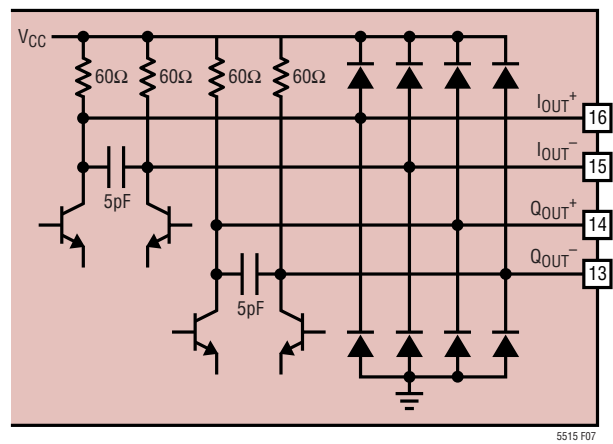 VCC
60Ω 60Ω 60Ω 60Ω
IOUT+
16
IOUT–
15
5pF
QOUT+
14
QOUT–
13
5pF
5515 F07